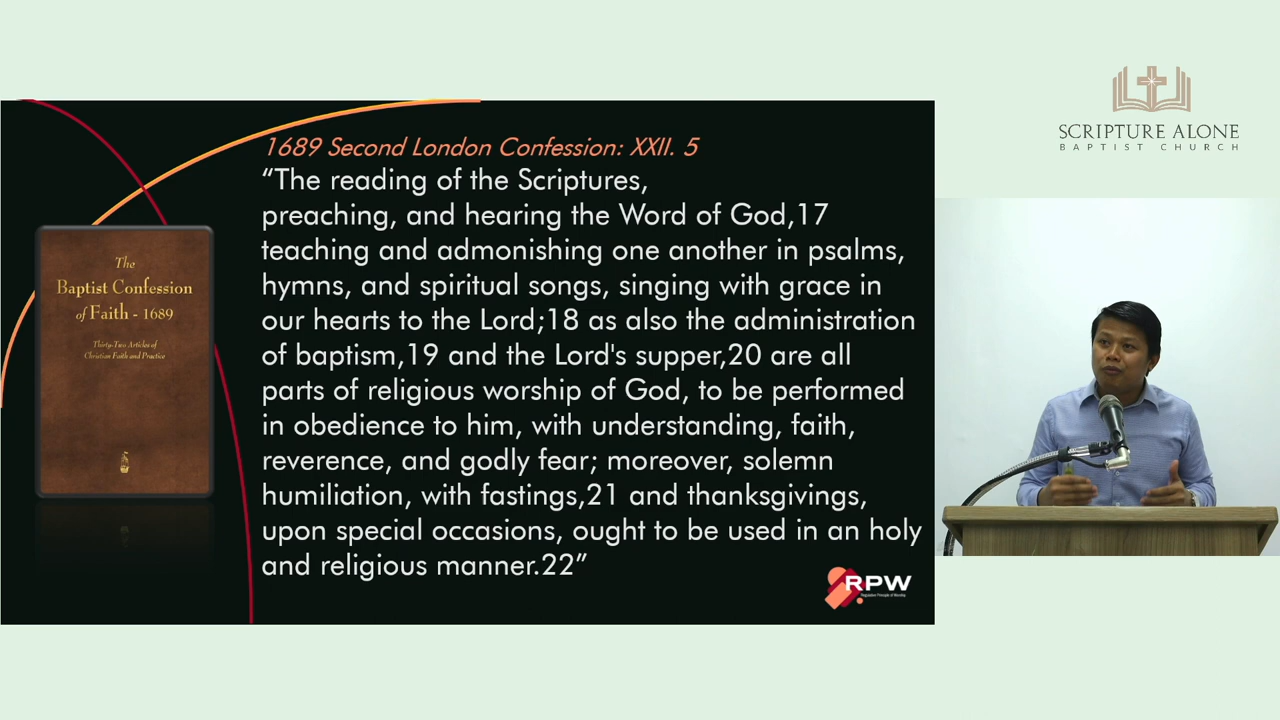 SCRIPTURE ALONE
BAPTIST CHURCH
1689 Second London Confession: XXII. 5
“The reading of the Scriptures,
preaching, and hearing the Word of God,17
teaching and admonishing one another in psalms,
hymns, and spiritual songs, singing with grace in
our hearts to the Lord;18 as also the administration
of baptism,19 and the Lord's supper,20 are all
parts of religious worship of God, to be performed
in obedience to him, with understanding, faith,
reverence, and godly fear; moreover, solemn
humiliation, with fastings,21 and thanksgivings,
upon special occasions, ought to be used in an holy
and religious manner.22”
The
Baptist Confession
of Faith - 1689
Thirty-Two Articles of
Christian Faith and Practice
RPW
Regulative Principle of Worship